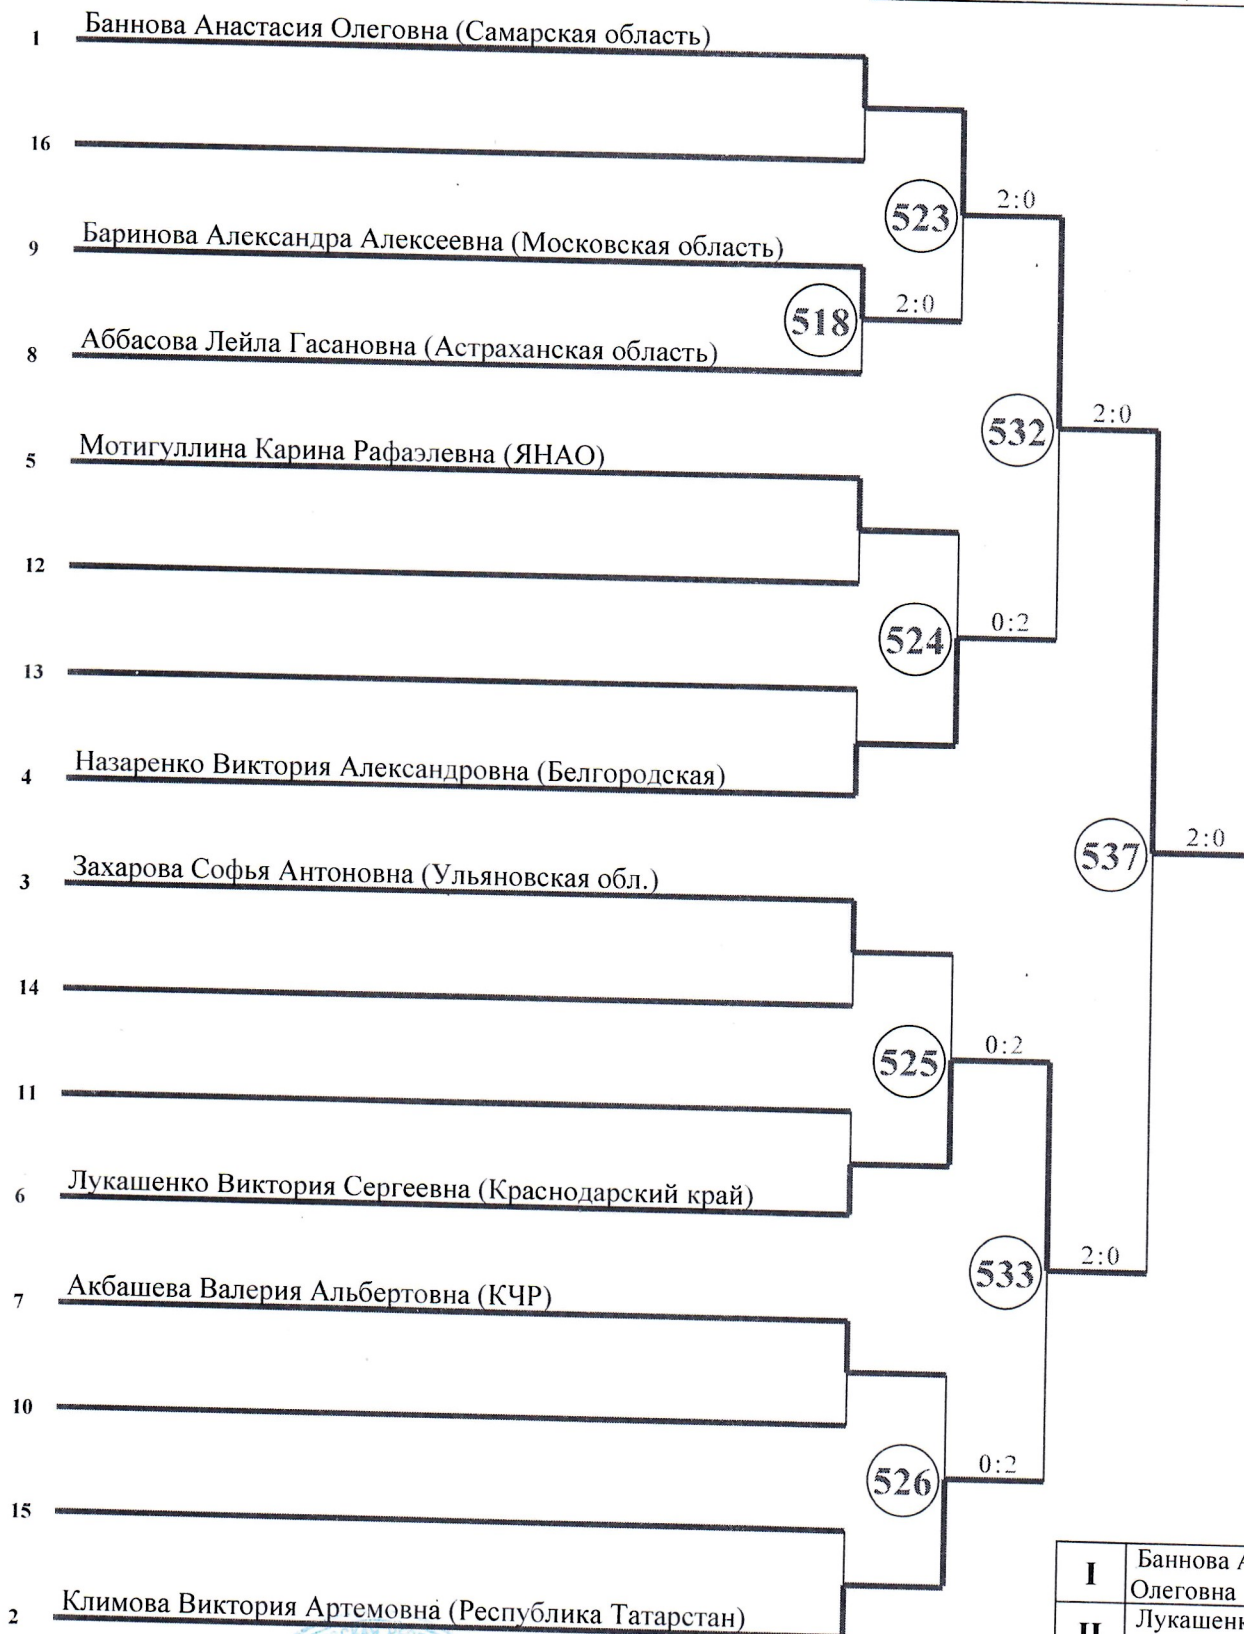 1 Баннова Анастасия Олеговна (Самарская область)
16
523 2:0
9 Баринова Александра Алексеевна (Московская область)
518 2:0
8 Аббасова Лейла Гасановна (Астраханская область)
532 2:0
5 Мотигуллина Карина Рафаэлевна (ЯНАО)
12
524 0:2
13
4 Назаренко Виктория Александровна (Белгородская)
537 2:0
3 Захарова Софья Антоновна (Ульяновская обл.)
14
525 0:2
11
6 Лукашенко Виктория Сергеевна (Краснодарский край)
533 2:0
7 Акбашева Валерия Альбертовна (КЧР)
10
526 0:2
15
2 Климова Виктория Артемовна (Республика Татарстан)
I Баннова А
Олеговна
II Лукашенк